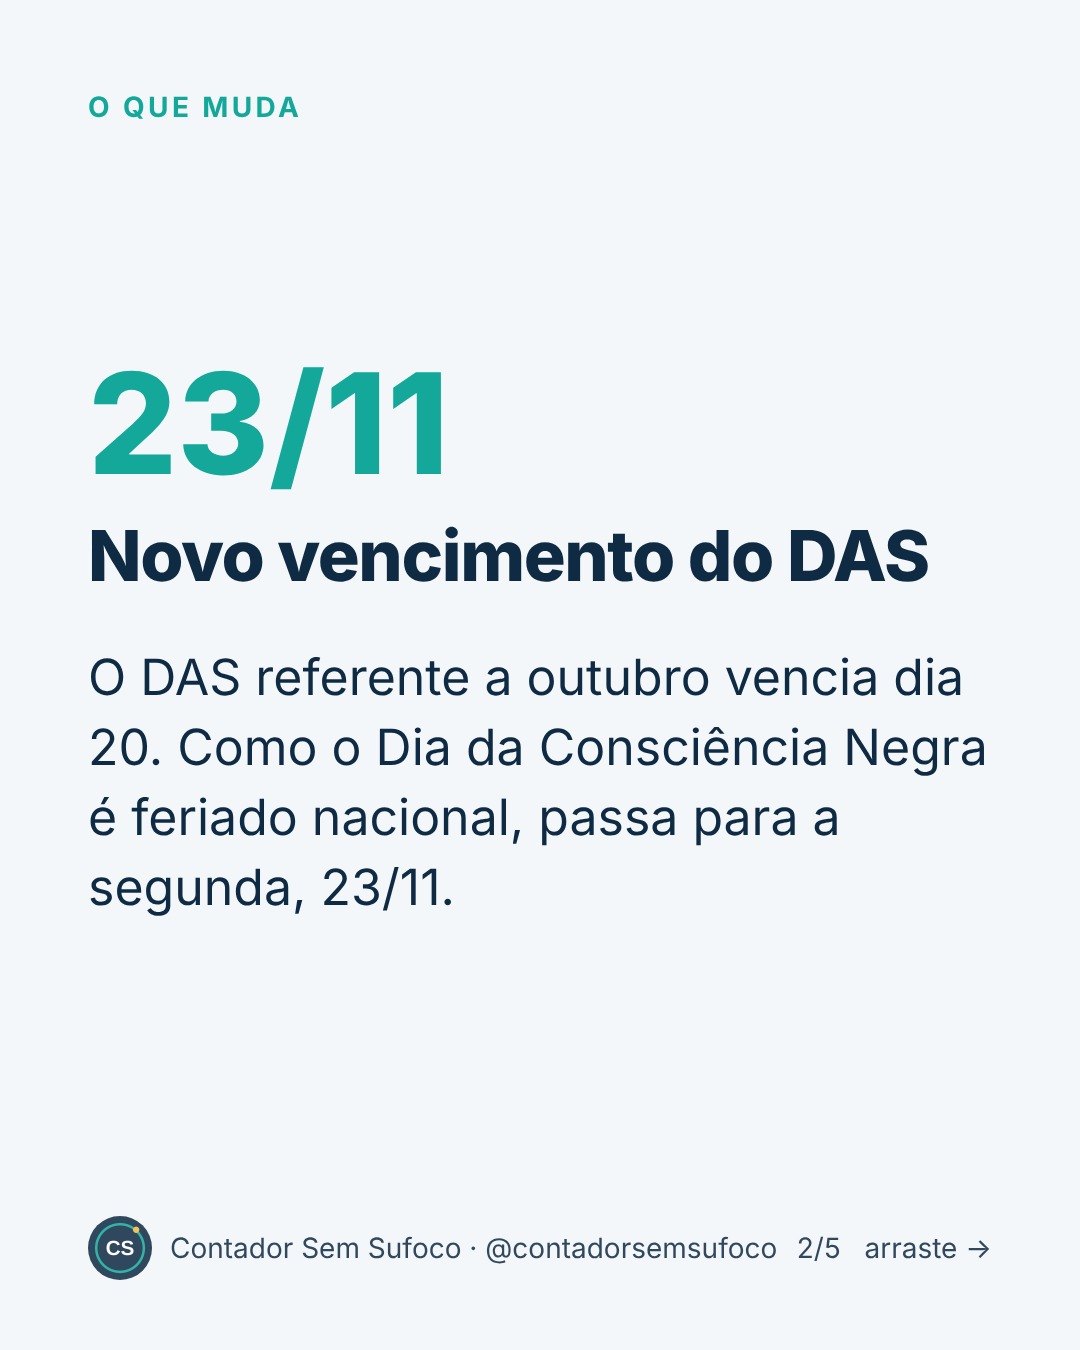 O QUE MUDA
23/11
Novo vencimento do DAS
O DAS referente a outubro vencia dia
20. Como o Dia da Consciência Negra
é feriado nacional, passa para a
segunda, 23/11.
CS Contador Sem Sufoco · @contadorsemsufoco 2/5 arraste →